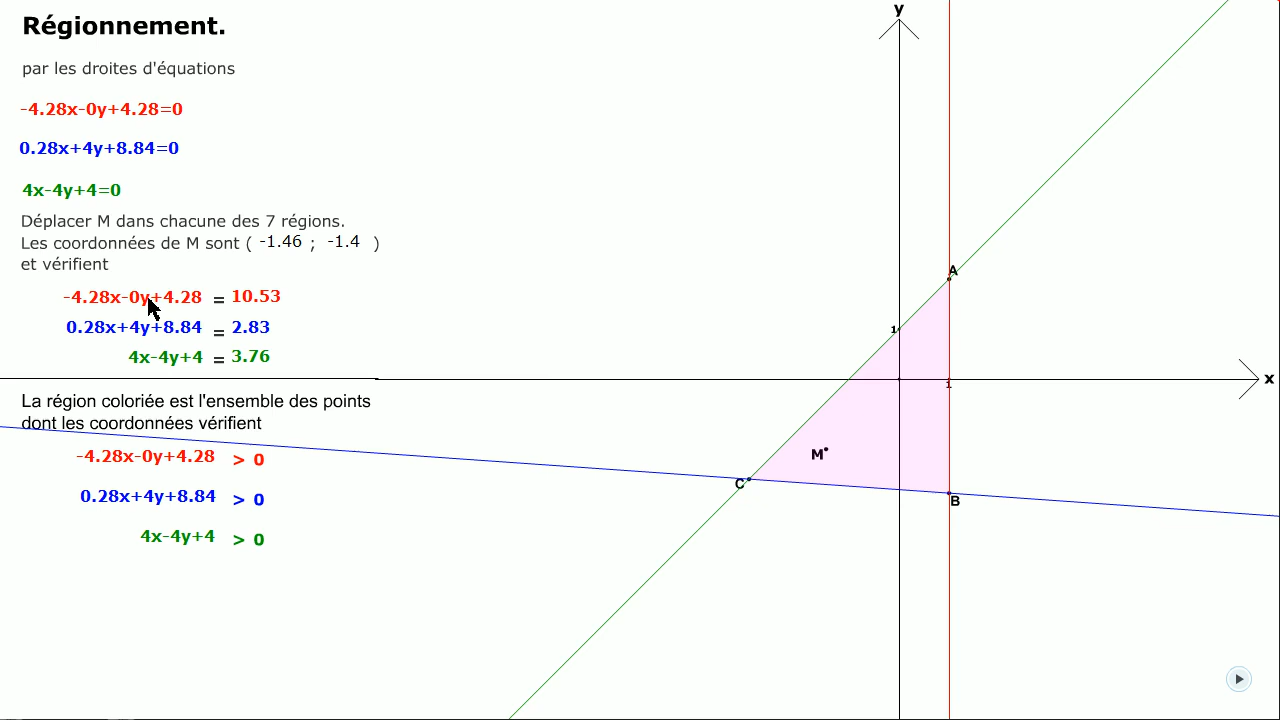 Régionnement.
par les droites d'équations
-4.28x-0y+4.28=0
0.28x+4y+8.84=0
4x-4y+4=0
Déplacer M dans chacune des 7 régions.
Les coordonnées de M sont ( -1.46 ; -1.4 )
et vérifient
-4.28x-0y+4.28 = 10.53
0.28x+4y+8.84 = 2.83
4x-4y+4 = 3.76
La région coloriée est l'ensemble des points
dont les coordonnées vérifient
-4.28x-0y+4.28 > 0
0.28x+4y+8.84 > 0
4x-4y+4 > 0
y
A
1
x
1
M
C
B